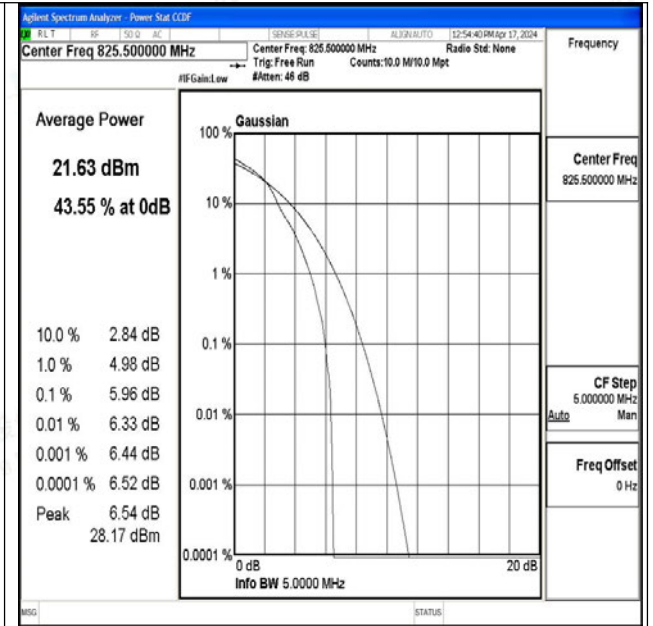 Agilent Spectrum Analyzer - Power Stat CCDF
RLT RF 50 Ω AC SENSE:PULSE ALIGN AUTO 12:54:40 PM Apr 17, 2024
Center Freq 825.500000 MHz
Center Freq: 825.500000 MHz Radio Std: None
Trig: Free Run Counts:10.0 M/10.0 Mpt
#IFGain:Low #Atten: 46 dB
Frequency
Average Power
21.63 dBm
43.55 % at 0dB
10.0 % 2.84 dB
1.0 % 4.98 dB
0.1 % 5.96 dB
0.01 % 6.33 dB
0.001 % 6.44 dB
0.0001 % 6.52 dB
Peak 6.54 dB
28.17 dBm
Gaussian
100 %
10 %
1 %
0.1 %
0.01 %
0.001 %
0.0001 %
0 dB 20 dB
Info BW 5.0000 MHz
Center Freq
825.500000 MHz
CF Step
5.000000 MHz
Auto Man
Freq Offset
0 Hz
MSG STATUS